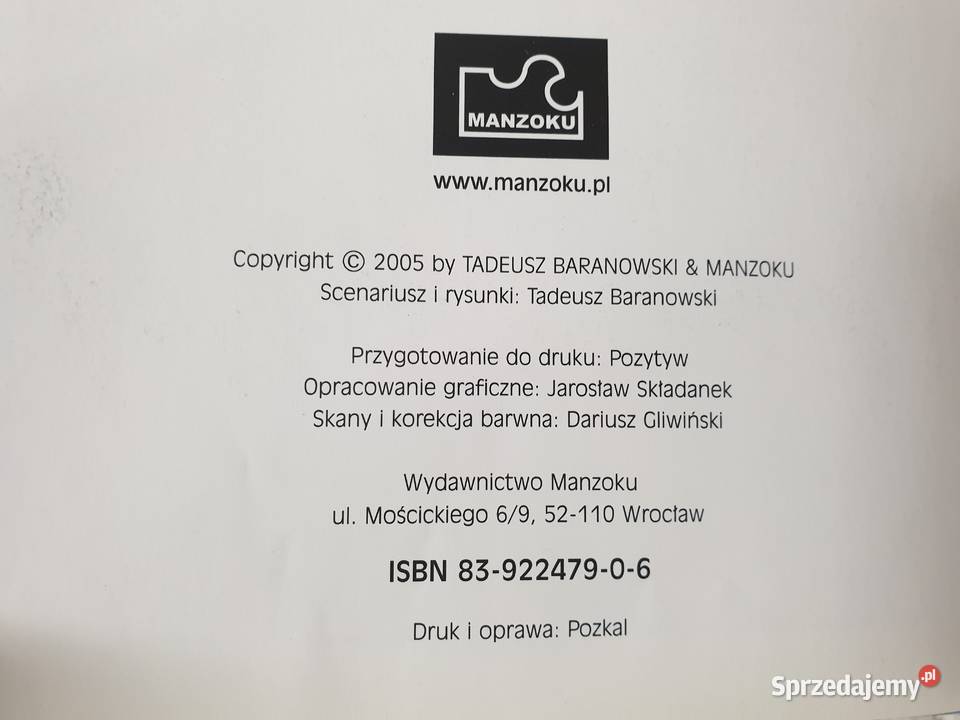 MANZOKU
www.manzoku.pl
Copyright © 2005 by TADEUSZ BARANOWSKI & MANZOKU
Scenariusz i rysunki: Tadeusz Baranowski
Przygotowanie do druku: Pozytyw
Opracowanie graficzne: Jarosław Składanek
Skany i korekcja barwna: Dariusz Gliwiński
Wydawnictwo Manzoku
ul. Mościckiego 6/9, 52-110 Wrocław
ISBN 83-922479-0-6
Druk i oprawa: Pozkal
Sprzedajemy.pl